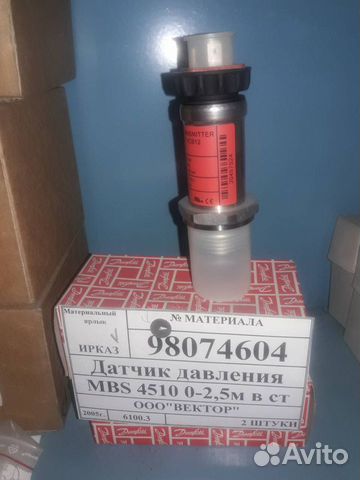 Danfoss
Материальный ярлык
№ МАТЕРИАЛА
ИРКАЗ
98074604
Датчик давления
MBS 4510 0-2,5м в ст
ООО"ВЕКТОР"
2005г.
6100.3
2 ШТУКИ
Avito